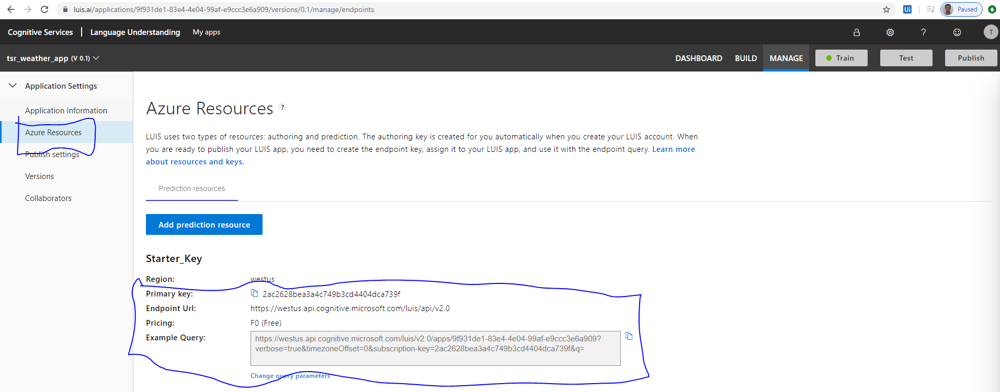 luis.ai/applications/9f931de1-83e4-4e04-99af-e9ccc3e6a909/versions/0.1/manage/endpoints
Ui
Paused
Cognitive Services | Language Understanding My apps
?
T
tsr_weather_app (V 0.1)
DASHBOARD BUILD MANAGE Train Test Publish
Application Settings
Application Information
Azure Resources
Publish settings
Versions
Collaborators
Azure Resources ?
LUIS uses two types of resources: authoring and prediction. The authoring key is created for you automatically when you create your LUIS account. When
you are ready to publish your LUIS app, you need to create the endpoint key, assign it to your LUIS app, and use it with the endpoint query. Learn more
about resources and keys.
Prediction resources
Add prediction resource
Starter_Key
Region: westus
Primary key: 2ac2628bea3a4c749b3cd4404dca739f
Endpoint Url: https://westus.api.cognitive.microsoft.com/luis/api/v2.0
Pricing: F0 (Free)
Example Query: https://westus.api.cognitive.microsoft.com/luis/v2.0/apps/9f931de1-83e4-4e04-99af-e9ccc3e6a909?
verbose=true&timezoneOffset=0&subscription-key=2ac2628bea3a4c749b3cd4404dca739f&q=
Change query parameters